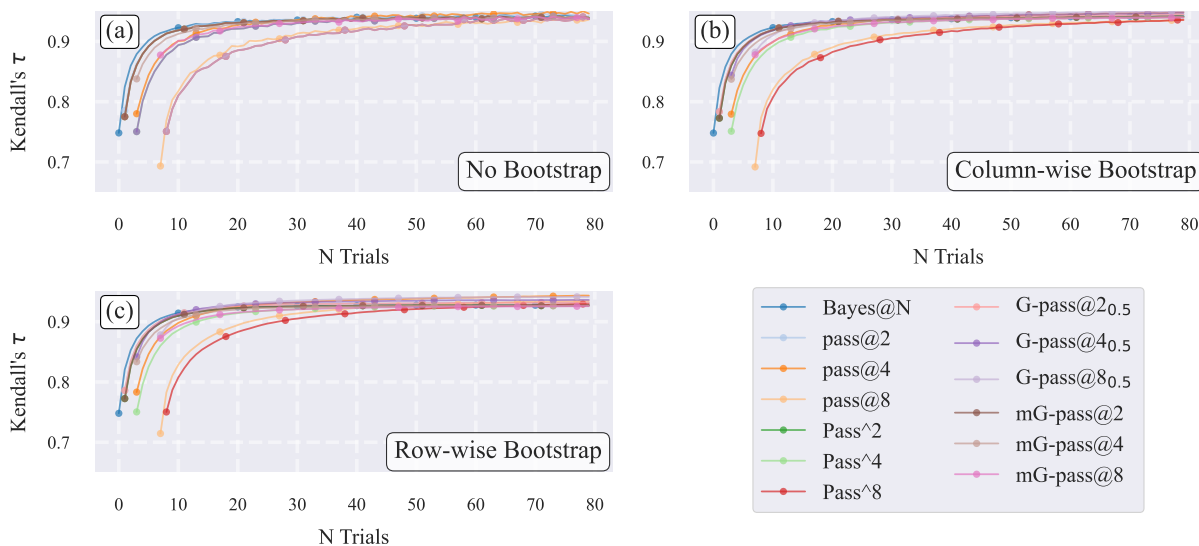 (a)
Kendall's τ
0.9
0.8
0.7
No Bootstrap
0 10 20 30 40 50 60 70 80
N Trials
(b)
Kendall's τ
0.9
0.8
0.7
Column-wise Bootstrap
0 10 20 30 40 50 60 70 80
N Trials
(c)
Kendall's τ
0.9
0.8
0.7
Row-wise Bootstrap
0 10 20 30 40 50 60 70 80
N Trials
Bayes@N
pass@2
pass@4
pass@8
Pass^2
Pass^4
Pass^8
G-pass@2₀.₅
G-pass@4₀.₅
G-pass@8₀.₅
mG-pass@2
mG-pass@4
mG-pass@8